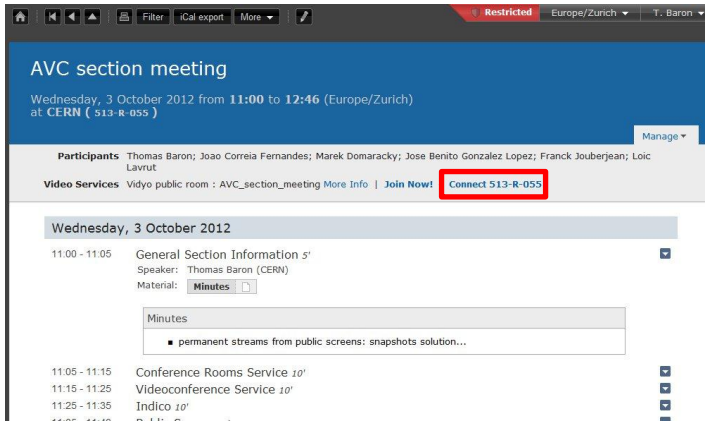 Filter iCal export More Restricted Europe/Zurich T. Baron
AVC section meeting
Wednesday, 3 October 2012 from 11:00 to 12:46 (Europe/Zurich)
at CERN ( 513-R-055 )
Manage
Participants Thomas Baron; Joao Correia Fernandes; Marek Domaracky; Jose Benito Gonzalez Lopez; Franck Jouberjean; Loic
Lavrut
Video Services Vidyo public room : AVC_section_meeting More Info | Join Now! Connect 513-R-055
Wednesday, 3 October 2012
11:00 - 11:05 General Section Information 5'
Speaker: Thomas Baron (CERN)
Material: Minutes
Minutes
▪ permanent streams from public screens: snapshots solution...
11:05 - 11:15 Conference Rooms Service 10'
11:15 - 11:25 Videoconference Service 10'
11:25 - 11:35 Indico 10'